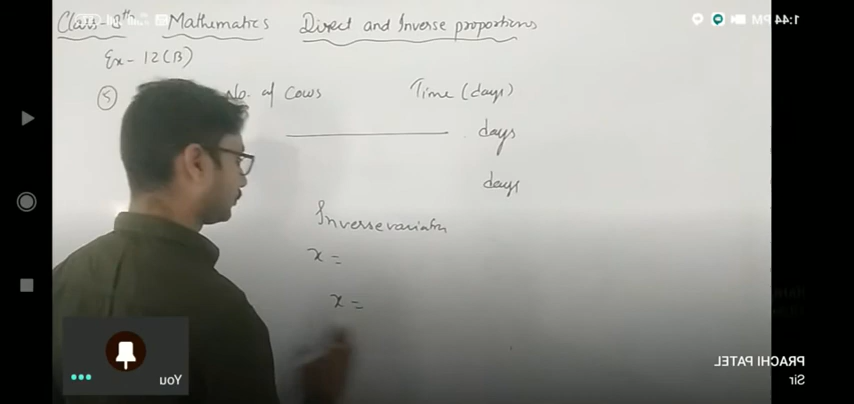 Class- 8th Mathematics Direct and Inverse proportions
Ex- 12(B)
5 No. of Cows Time (days)
days
days
Inverse variation
x =
x =
1:44 PM
PRACHI PATEL
Sir
You